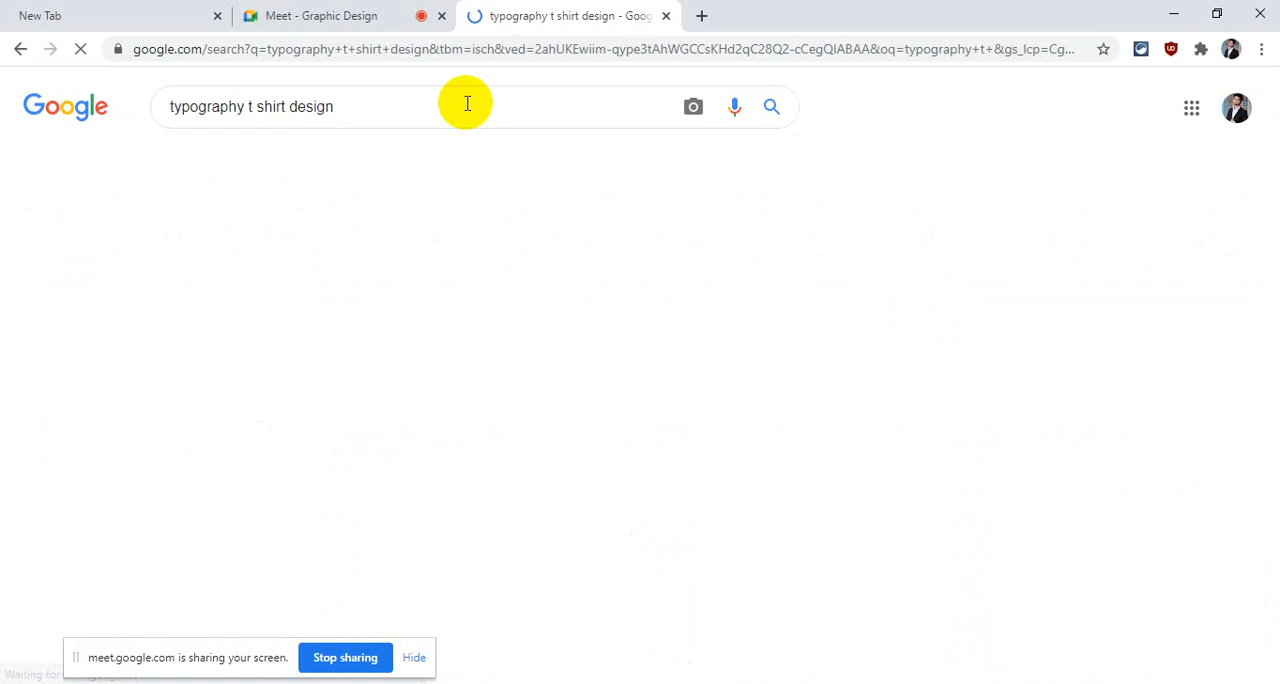 New Tab
Meet - Graphic Design
typography t shirt design - Goog
google.com/search?q=typography+t+shirt+design&tbm=isch&ved=2ahUKEwiim-qype3tAhWGCCsKHd2qC28Q2-cCegQIABAA&oq=typography+t+&gs_lcp=Cg...
Google
typography t shirt design
meet.google.com is sharing your screen.
Stop sharing
Hide
Waiting for